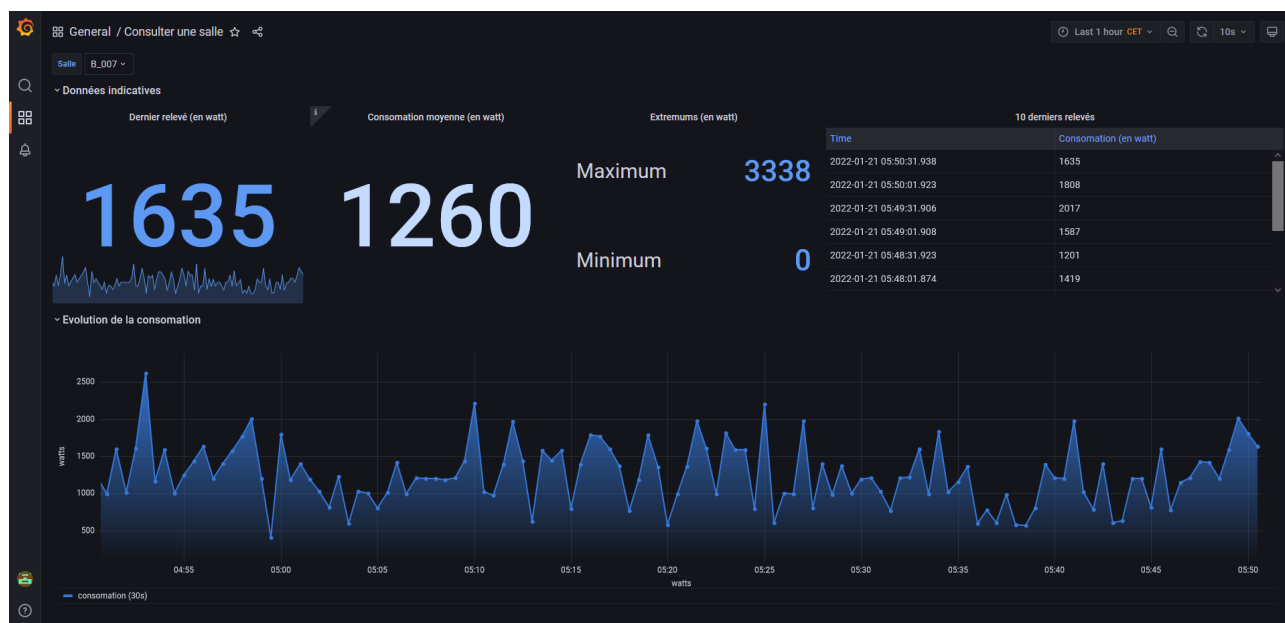 General / Consulter une salle
Last 1 hour CET
10s
Salle
B_007
Données indicatives
Dernier relevé (en watt)
1635
i
Consomation moyenne (en watt)
1260
Extremums (en watt)
Maximum
3338
Minimum
0
10 derniers relevés
Time Consomation (en watt)
2022-01-21 05:50:31.938 1635
2022-01-21 05:50:01.923 1808
2022-01-21 05:49:31.906 2017
2022-01-21 05:49:01.908 1587
2022-01-21 05:48:31.923 1201
2022-01-21 05:48:01.874 1419
Evolution de la consomation
2500
2000
1500
1000
500
watts
04:55 05:00 05:05 05:10 05:15 05:20 05:25 05:30 05:35 05:40 05:45 05:50
watts
consomation (30s)